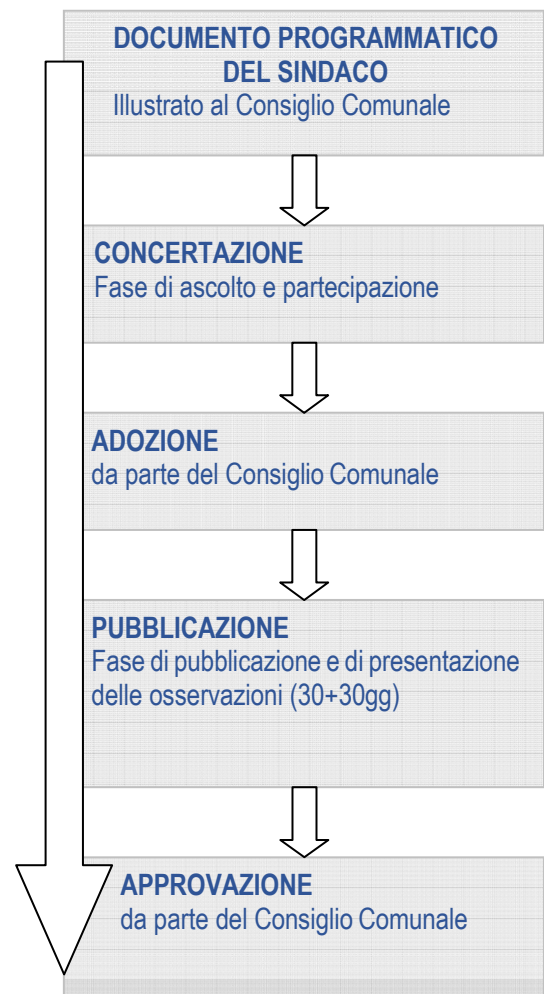 DOCUMENTO PROGRAMMATICO
DEL SINDACO
Illustrato al Consiglio Comunale
CONCERTAZIONE
Fase di ascolto e partecipazione
ADOZIONE
da parte del Consiglio Comunale
PUBBLICAZIONE
Fase di pubblicazione e di presentazione
delle osservazioni (30+30gg)
APPROVAZIONE
da parte del Consiglio Comunale